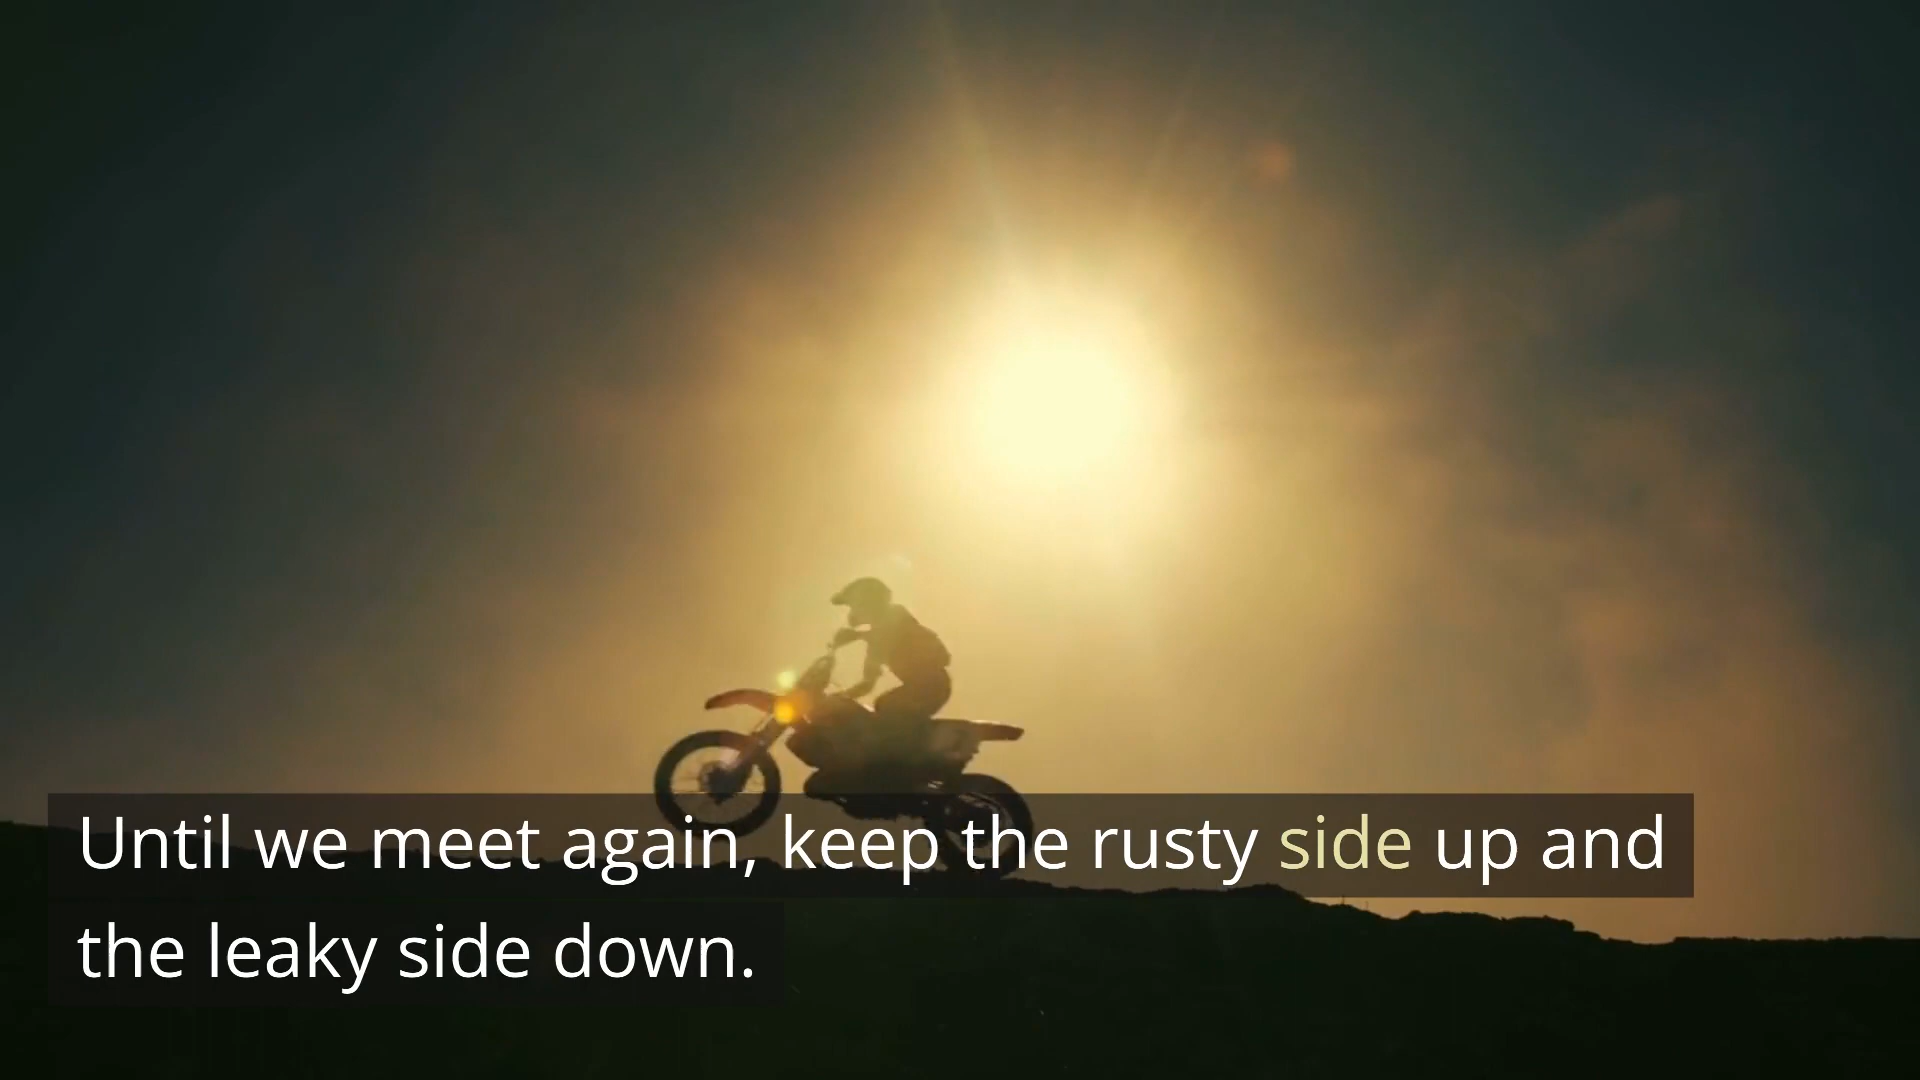 Until we meet again, keep the rusty side up and
the leaky side down.